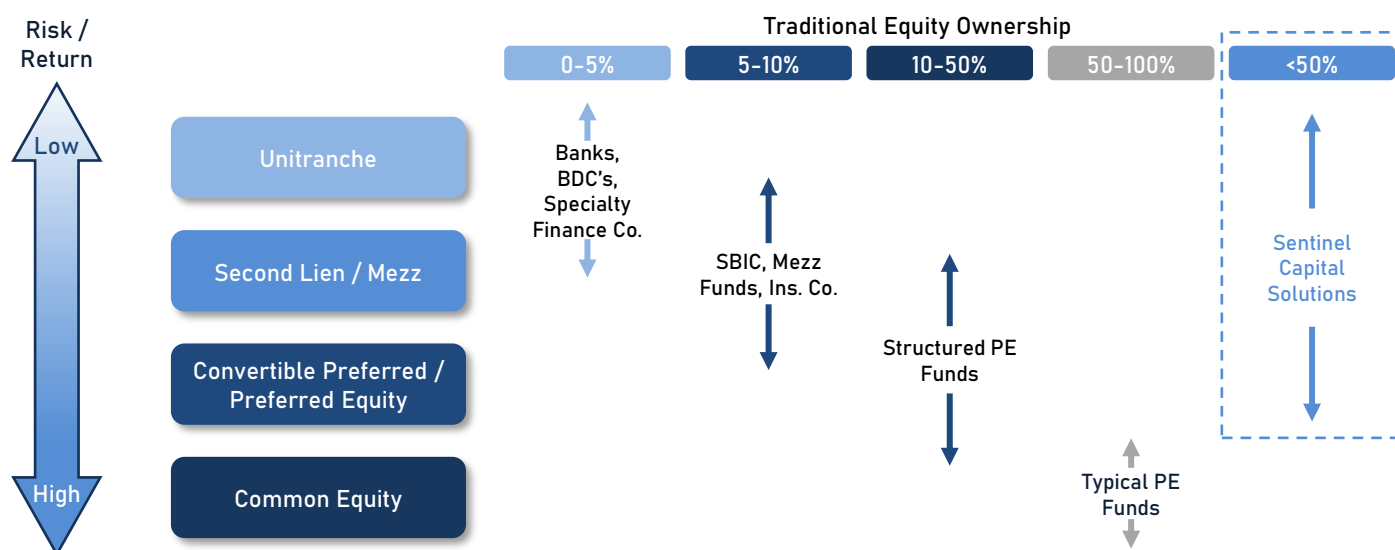 Risk /
Return
Low
High
Traditional Equity Ownership
0-5%
5-10%
10-50%
50-100%
<50%
Unitranche
Second Lien / Mezz
Convertible Preferred /
Preferred Equity
Common Equity
Banks,
BDC's,
Specialty
Finance Co.
SBIC, Mezz
Funds, Ins. Co.
Structured PE
Funds
Typical PE
Funds
Sentinel
Capital
Solutions